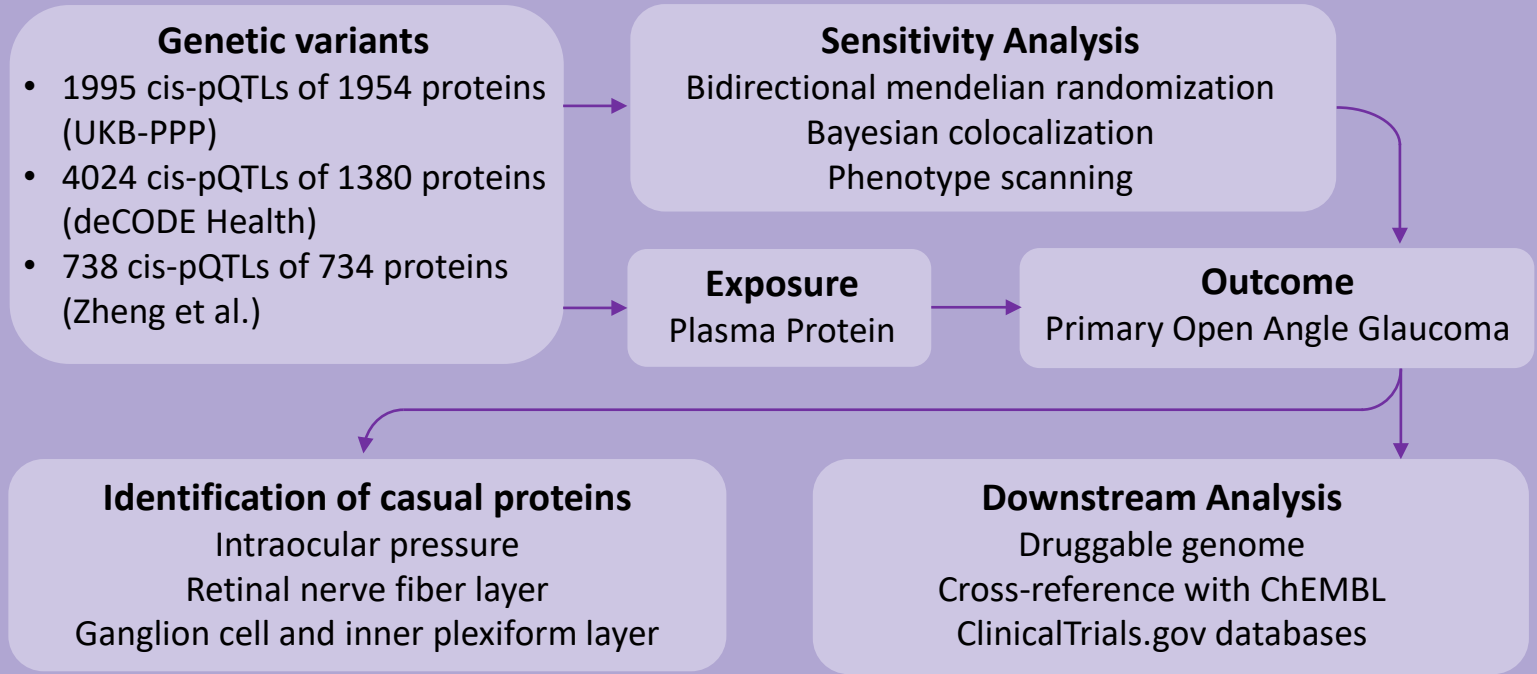 Genetic variants
• 1995 cis-pQTLs of 1954 proteins
(UKB-PPP)
• 4024 cis-pQTLs of 1380 proteins
(deCODE Health)
• 738 cis-pQTLs of 734 proteins
(Zheng et al.)
Sensitivity Analysis
Bidirectional mendelian randomization
Bayesian colocalization
Phenotype scanning
Exposure
Plasma Protein
Outcome
Primary Open Angle Glaucoma
Identification of casual proteins
Intraocular pressure
Retinal nerve fiber layer
Ganglion cell and inner plexiform layer
Downstream Analysis
Druggable genome
Cross-reference with ChEMBL
ClinicalTrials.gov databases